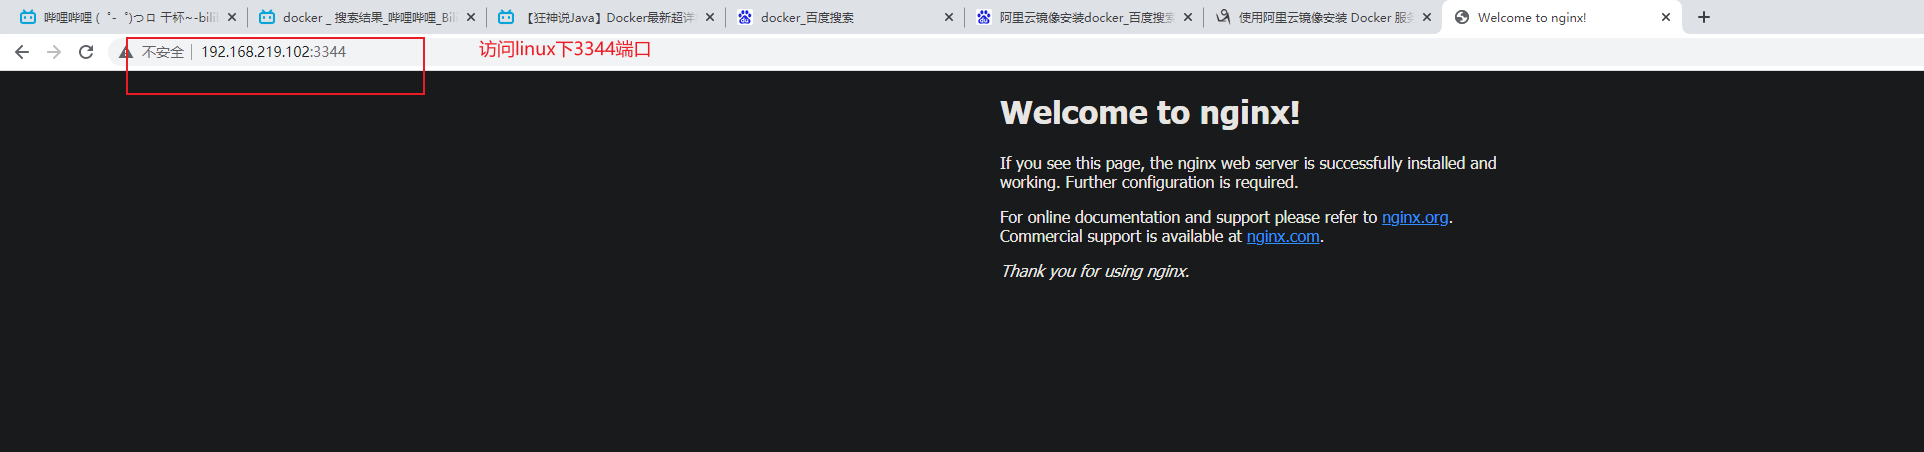 哔哩哔哩 ( ゜- ゜)つロ 干杯~-bili
docker _ 搜索结果_哔哩哔哩_Bili
【狂神说Java】Docker最新超详
docker_百度搜索
阿里云镜像安装docker_百度搜索
使用阿里云镜像安装 Docker 服务
Welcome to nginx!
不安全
192.168.219.102:3344
访问linux下3344端口
Welcome to nginx!
If you see this page, the nginx web server is successfully installed and
working. Further configuration is required.
For online documentation and support please refer to nginx.org.
Commercial support is available at nginx.com.
Thank you for using nginx.